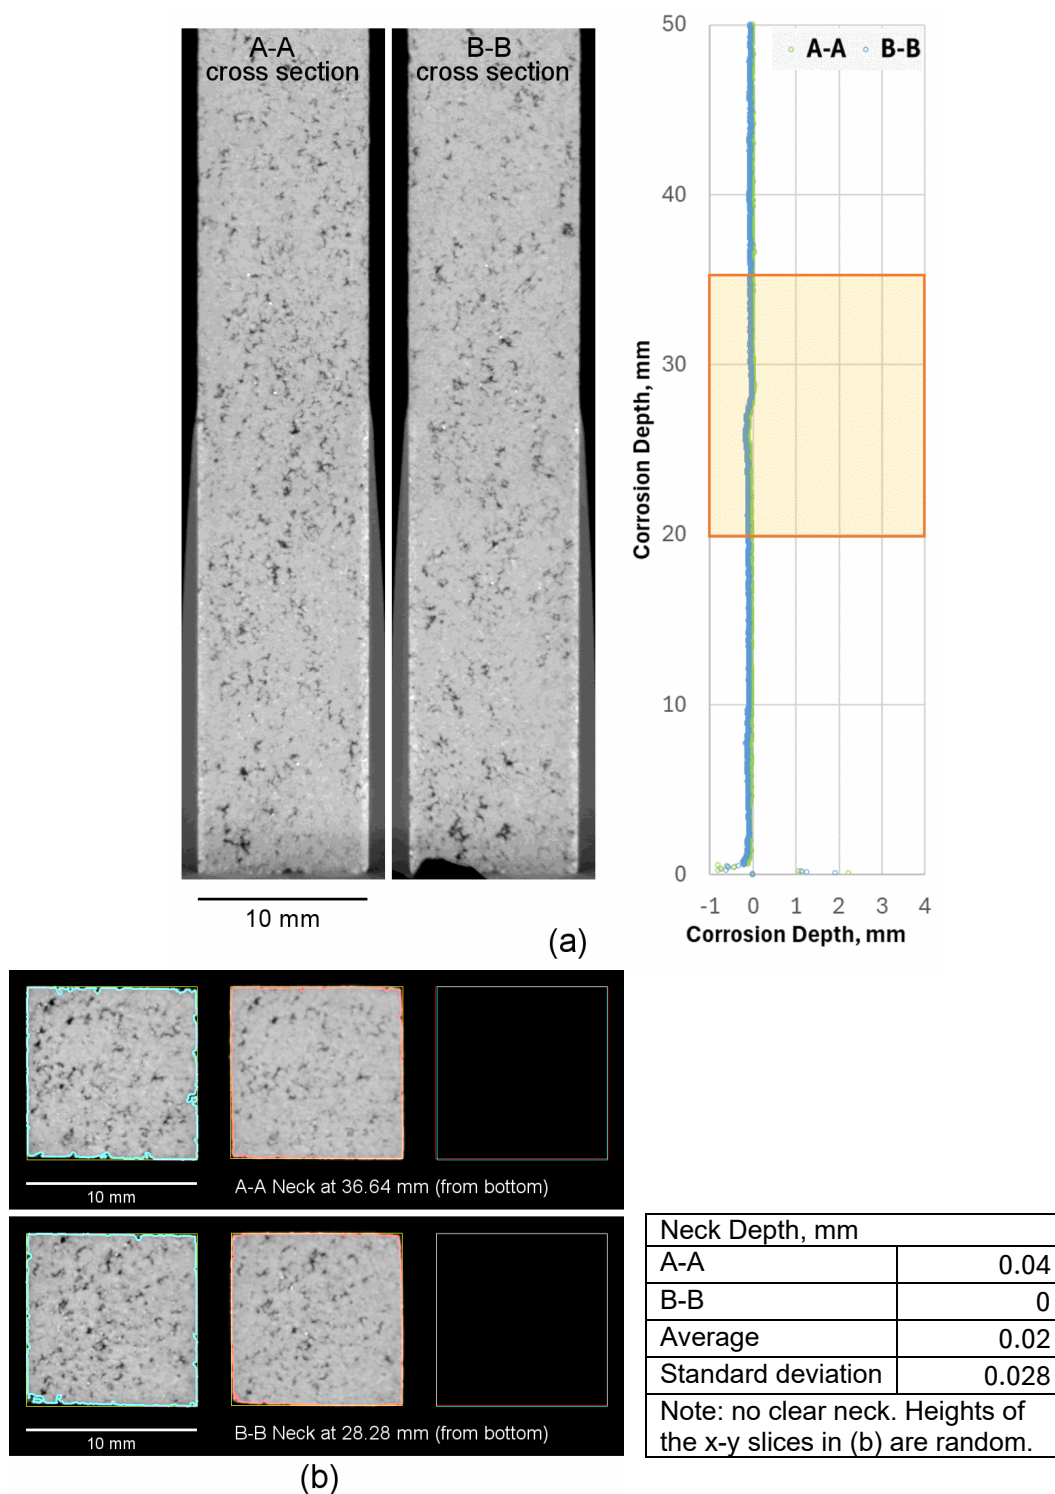 A-A
cross section
B-B
cross section
A-A B-B
50
40
30
20
10
0
Corrosion Depth, mm
-1 0 1 2 3 4
Corrosion Depth, mm
10 mm
(a)
10 mm
A-A Neck at 36.64 mm (from bottom)
10 mm
B-B Neck at 28.28 mm (from bottom)
(b)
Neck Depth, mm
A-A 0.04
B-B 0
Average 0.02
Standard deviation 0.028
Note: no clear neck. Heights of
the x-y slices in (b) are random.